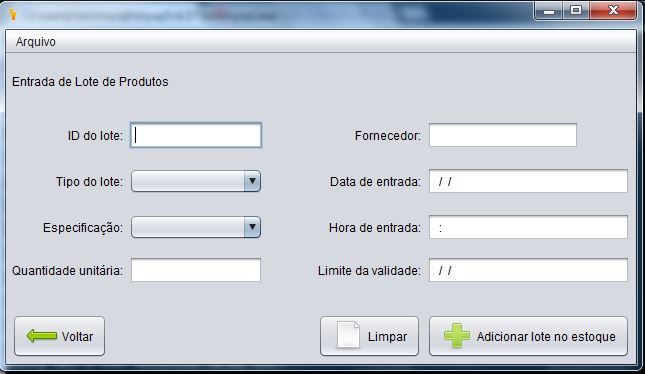 Arquivo
Entrada de Lote de Produtos
ID do lote:
Fornecedor:
Tipo do lote:
Data de entrada: / /
Especificação:
Hora de entrada: :
Quantidade unitária:
Limite da validade: / /
Voltar
Limpar
Adicionar lote no estoque